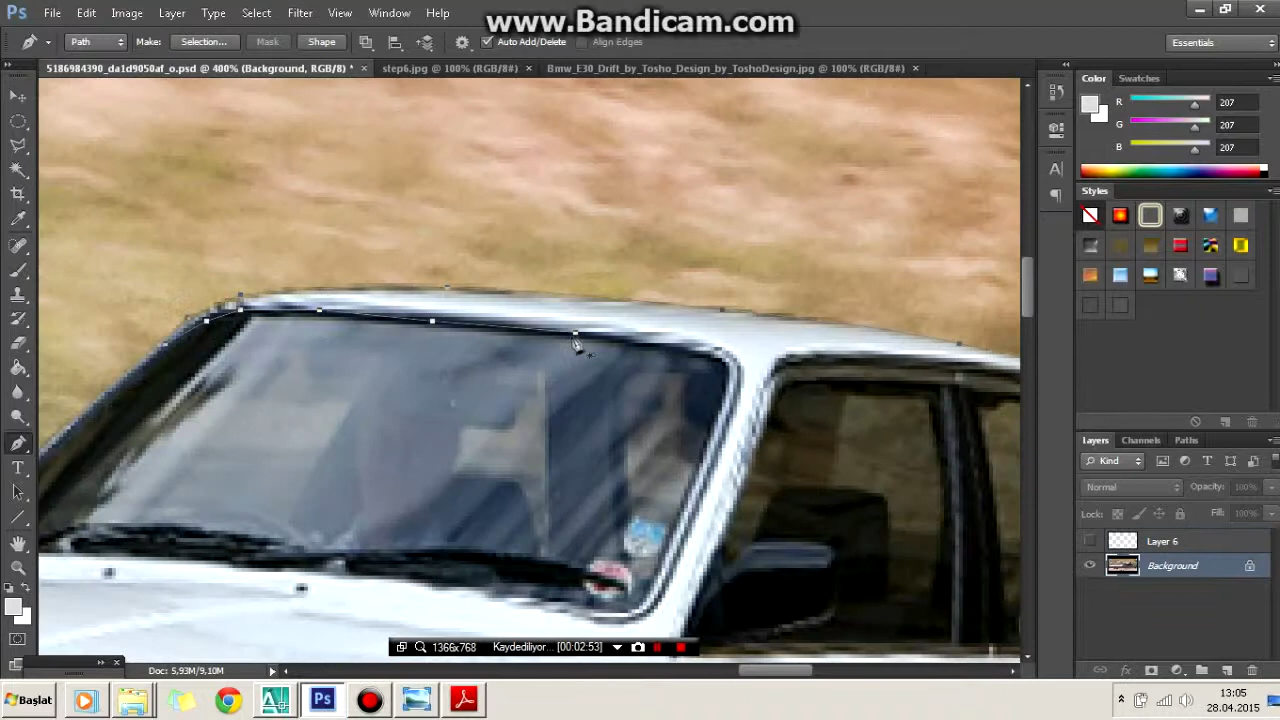 www.Bandicam.com
Ps File Edit Image Layer Type Select Filter 3D View Window Help
Path Make: Selection... Mask Shape Auto Add/Delete Align Edges Essentials
5186984390_da1d9050af_o.psd @ 400% (Background, RGB/8) * × step6.jpg @ 100% (RGB/8#) × Bmw_E30_Drift_by_Tosho_Design_by_ToshoDesign.jpg @ 100% (RGB/8#) ×
Color Swatches
R 207
G 207
B 207
Styles
Layers Channels Paths
Kind
Normal Opacity: 100%
Lock: Fill: 100%
Layer 6
Background
1366x768 Kaydediliyor... [00:02:53]
Doc: 5,93M/9,10M
Başlat Ps
13:05
28.04.2015